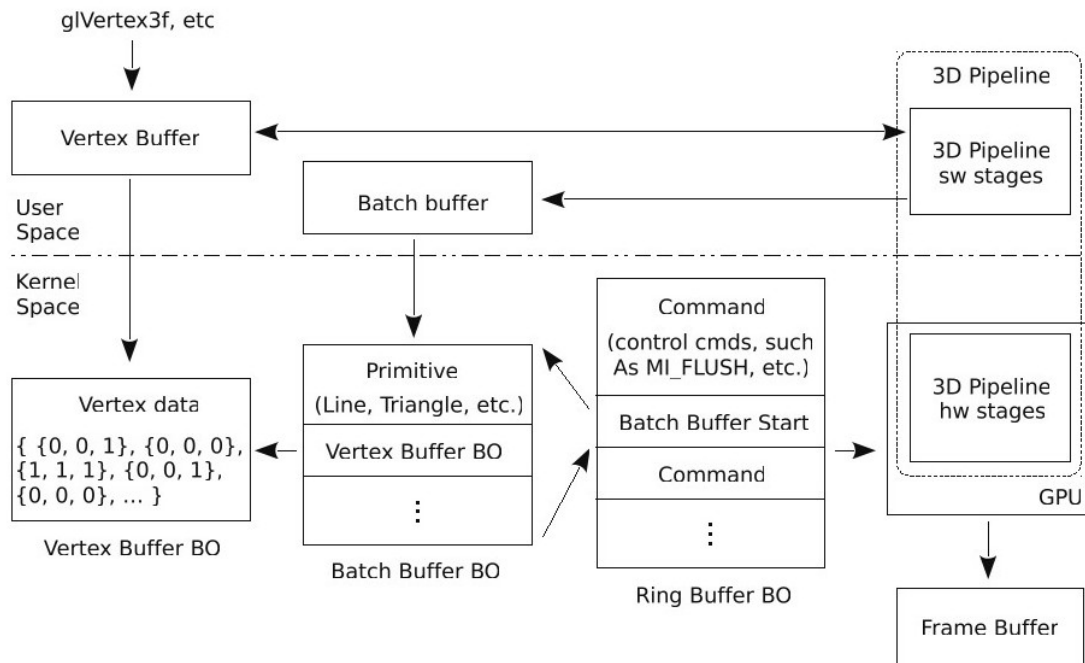 glVertex3f, etc
3D Pipeline
Vertex Buffer
3D Pipeline
sw stages
Batch buffer
User
Space
Kernel
Space
Command
(control cmds, such
As MI_FLUSH, etc.)
Primitive
(Line, Triangle, etc.)
3D Pipeline
hw stages
Vertex data
{ {0, 0, 1}, {0, 0, 0},
{1, 1, 1}, {0, 0, 1},
{0, 0, 0}, ... }
Vertex Buffer BO
⋮
Batch Buffer Start
Command
⋮
GPU
Vertex Buffer BO
Batch Buffer BO
Ring Buffer BO
Frame Buffer